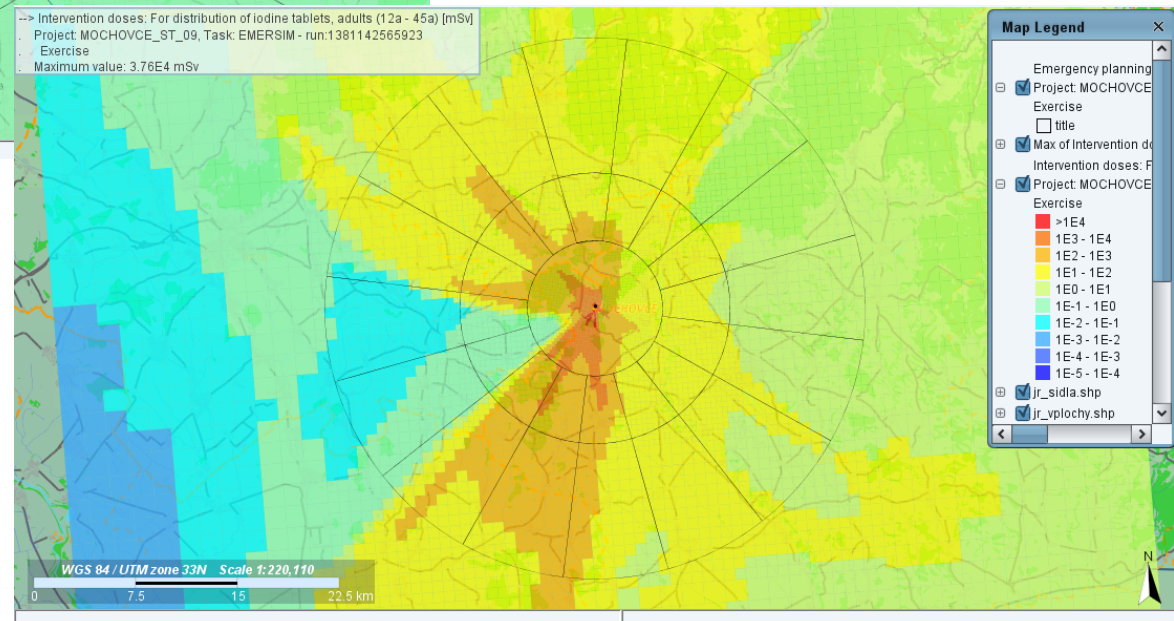 --> Intervention doses: For distribution of iodine tablets, adults (12a - 45a) [mSv]
. Project: MOCHOVCE_ST_09, Task: EMERSIM - run:1381142565923
. Exercise
. Maximum value: 3.76E4 mSv
Map Legend
Emergency planning
Project: MOCHOVCE
Exercise
title
Max of Intervention do
Intervention doses: F
Project: MOCHOVCE
Exercise
>1E4
1E3 - 1E4
1E2 - 1E3
1E1 - 1E2
1E0 - 1E1
1E-1 - 1E0
1E-2 - 1E-1
1E-3 - 1E-2
1E-4 - 1E-3
1E-5 - 1E-4
jr_sidla.shp
jr_vplochy.shp
WGS 84 / UTM zone 33N Scale 1:220,110
0 7.5 15 22.5 km
N